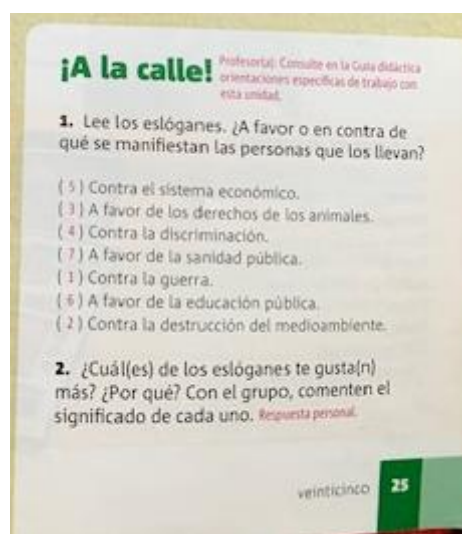 ¡A la calle!
Profesor(a): Consulte en la Guía didáctica
orientaciones específicas de trabajo con
esta unidad.
1. Lee los eslóganes. ¿A favor o en contra de
qué se manifiestan las personas que los llevan?
( 5 ) Contra el sistema económico.
( 3 ) A favor de los derechos de los animales.
( 4 ) Contra la discriminación.
( 7 ) A favor de la sanidad pública.
( 1 ) Contra la guerra.
( 6 ) A favor de la educación pública.
( 2 ) Contra la destrucción del medioambiente.
2. ¿Cuál(es) de los eslóganes te gusta(n)
más? ¿Por qué? Con el grupo, comenten el
significado de cada uno. Respuesta personal.
veinticinco 25